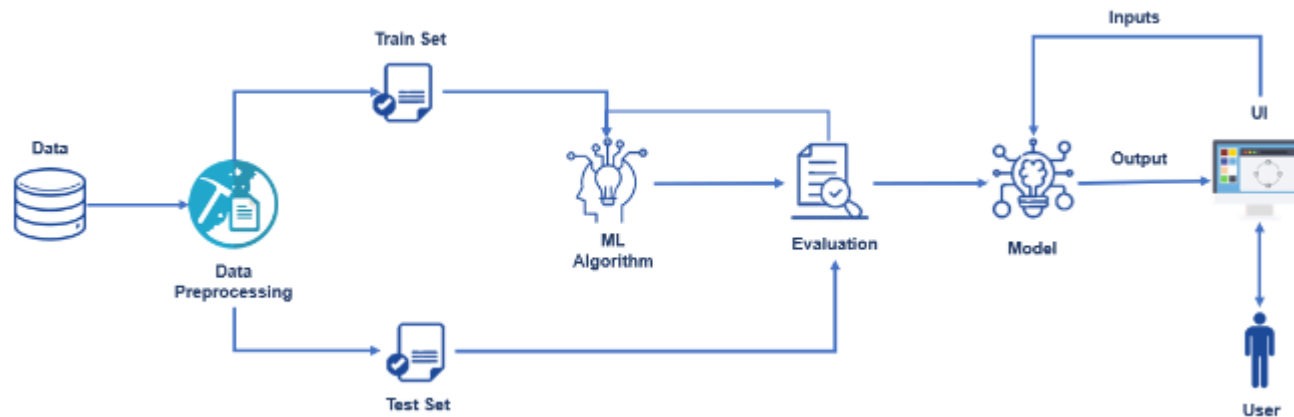 Inputs
Train Set
UI
Data
Output
ML
Algorithm
Evaluation
Model
Data
Preprocessing
Test Set
User